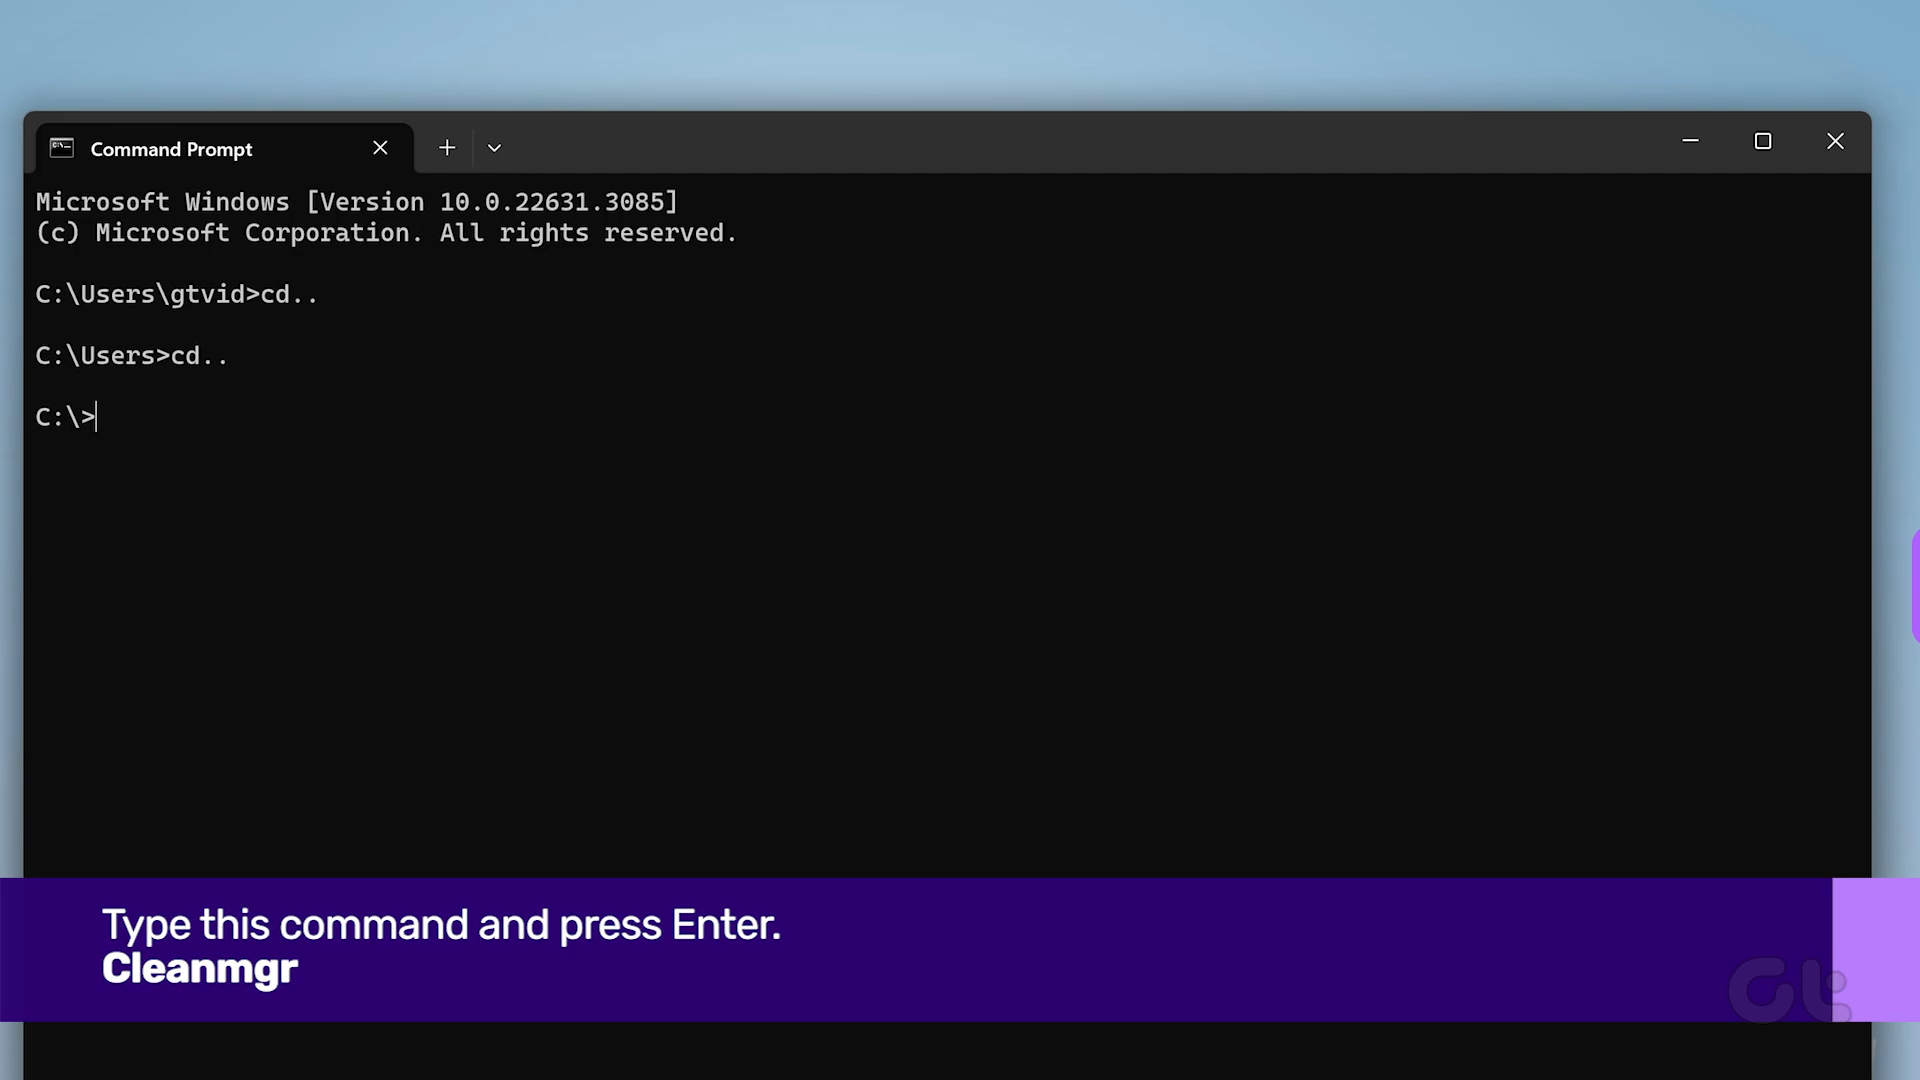 Command Prompt
Microsoft Windows [Version 10.0.22631.3085]
(c) Microsoft Corporation. All rights reserved.
C:\Users\gtvid>cd..
C:\Users>cd..
C:\>
Type this command and press Enter.
Cleanmgr
Gt